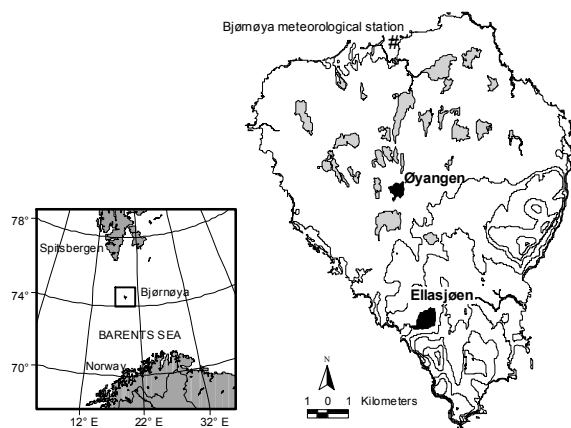 Bjørnøya meteorological station
#
Øyangen
Ellasjøen
N
1 0 1 Kilometers
78°
Spitsbergen
74°
Bjørnøya
BARENTS SEA
70°
Norway
12° E 22° E 32° E